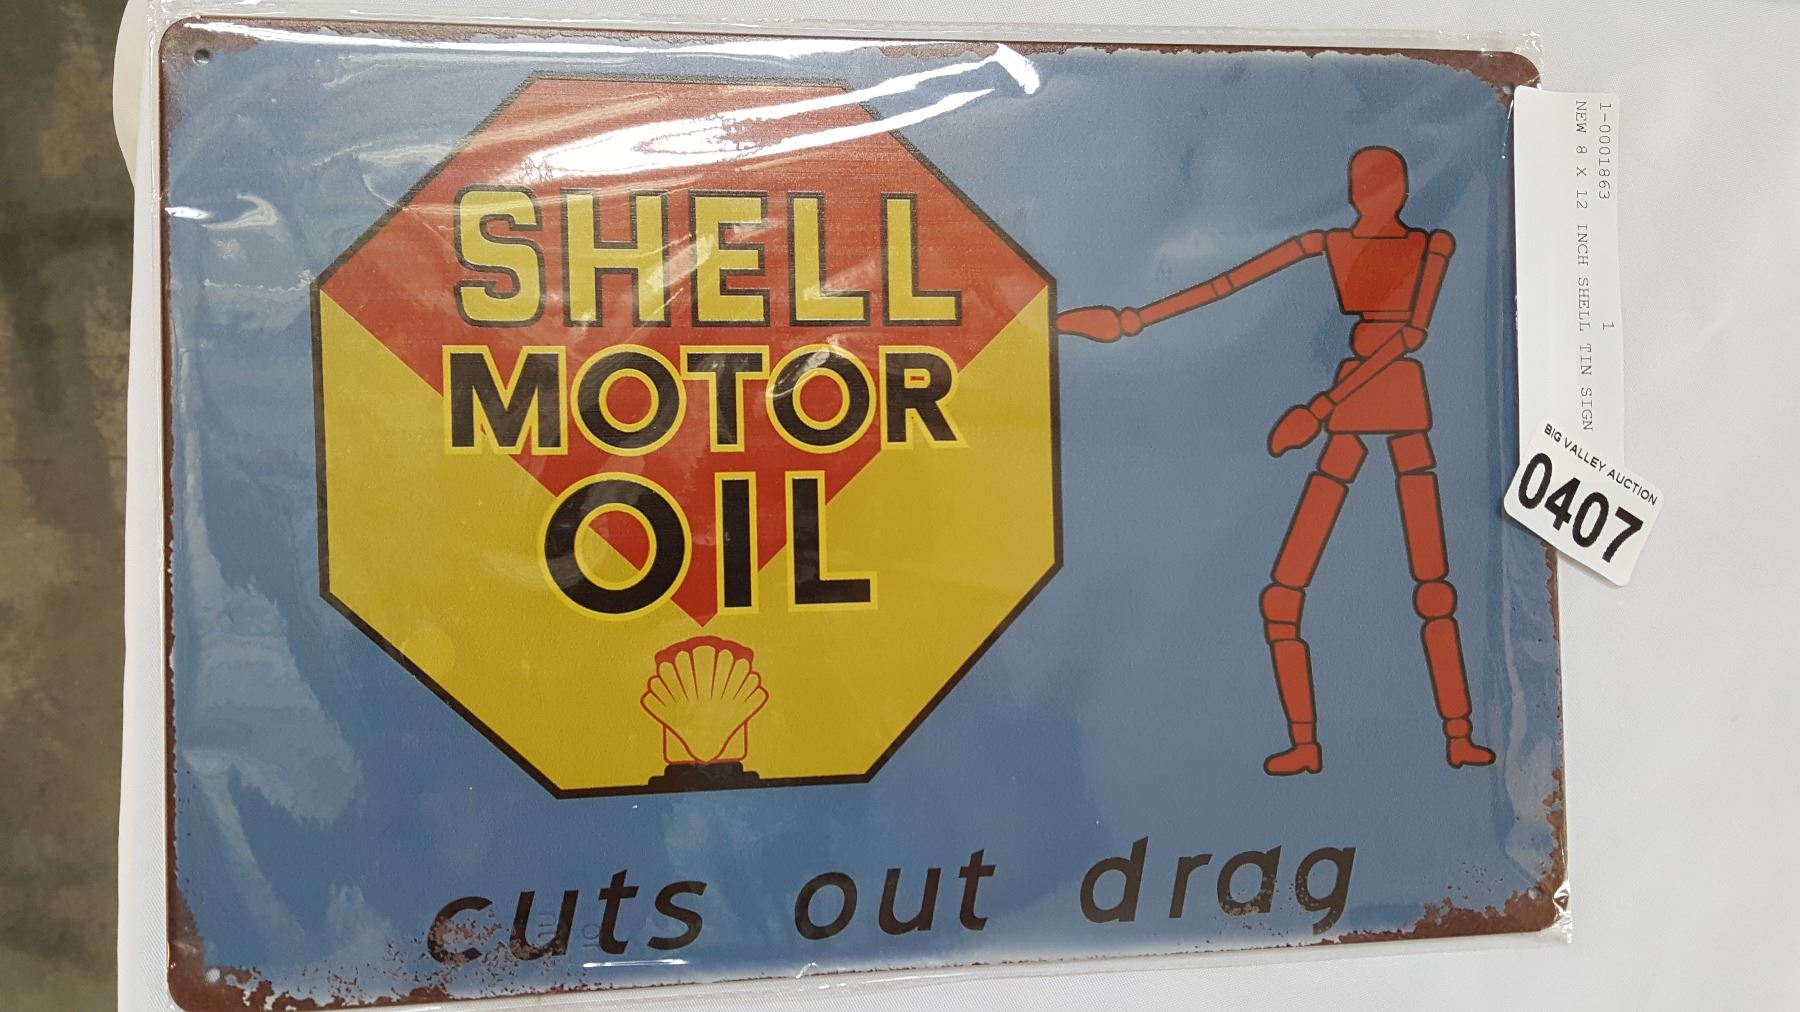 SHELL
MOTOR
OIL
cuts out drag
1-0001863 1
NEW 8 X 12 INCH SHELL TIN SIGN
BIG VALLEY AUCTION
0407